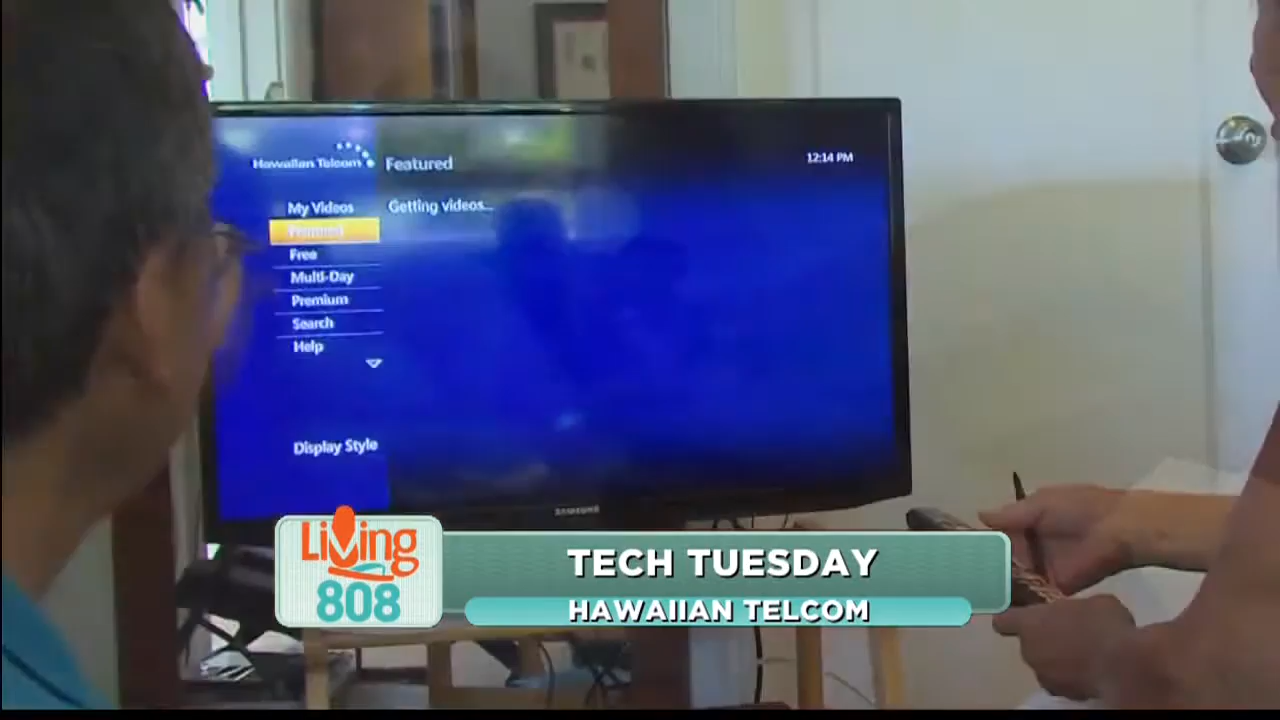 Hawaiian Telcom
Featured
12:14 PM
My Videos
Getting videos...
Featured
Free
Multi-Day
Premium
Search
Help
Display Style
SAMSUNG
Living
808
TECH TUESDAY
HAWAIIAN TELCOM